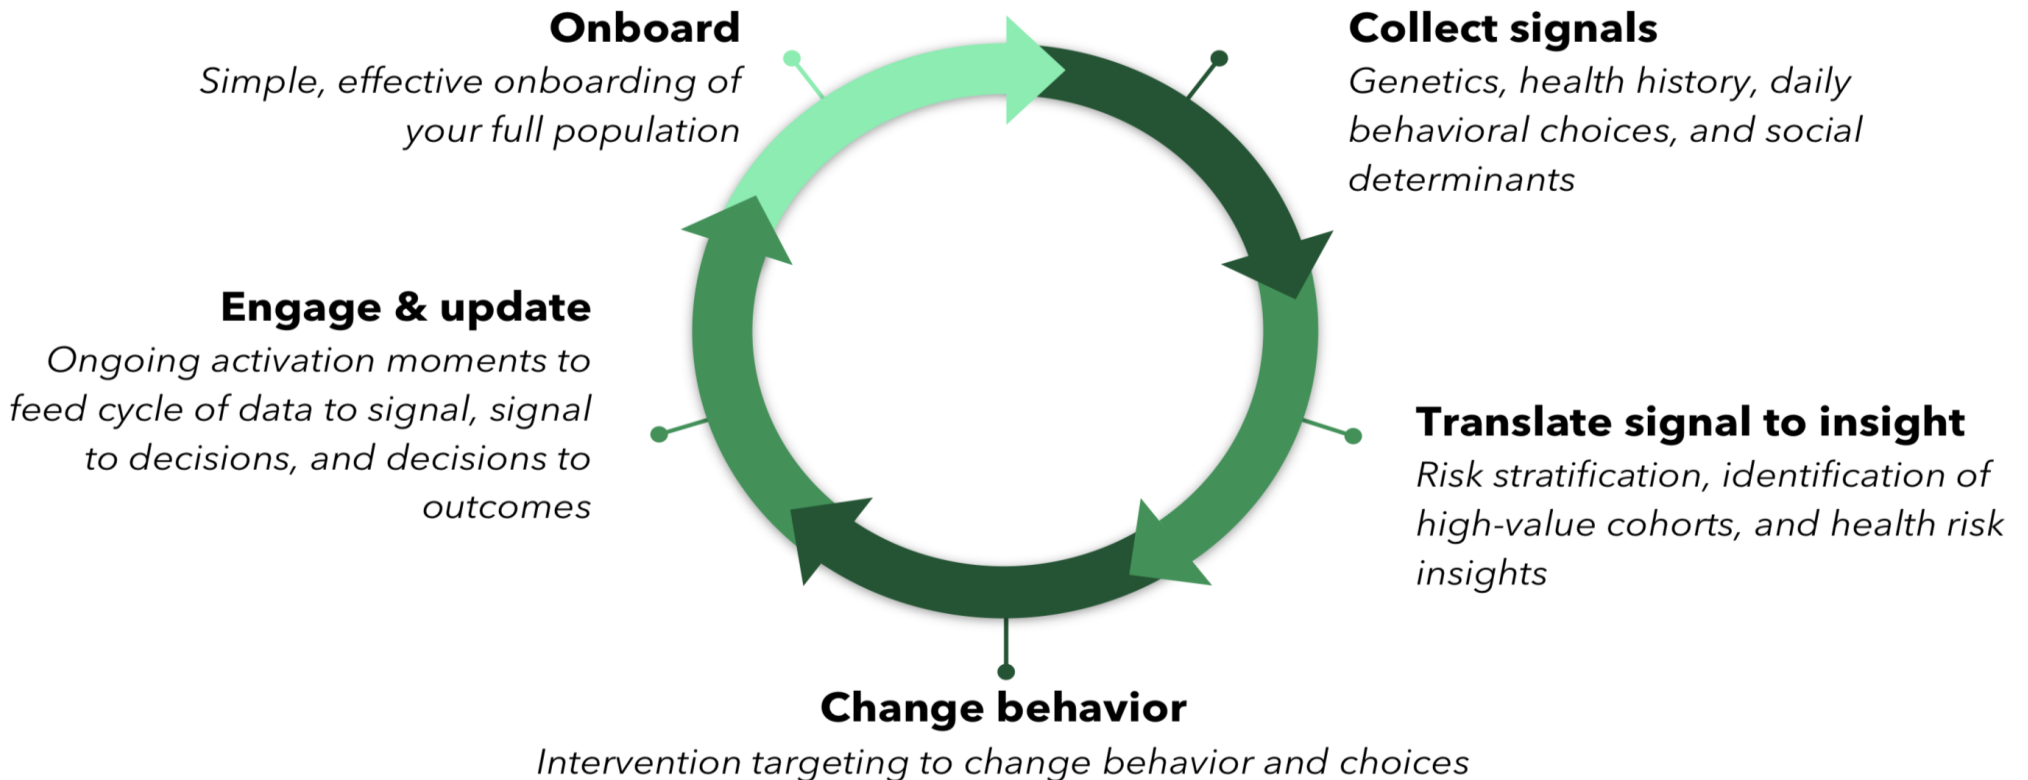 Onboard
Simple, effective onboarding of
your full population
Collect signals
Genetics, health history, daily
behavioral choices, and social
determinants
Translate signal to insight
Risk stratification, identification of
high-value cohorts, and health risk
insights
Change behavior
Intervention targeting to change behavior and choices
Engage & update
Ongoing activation moments to
feed cycle of data to signal, signal
to decisions, and decisions to
outcomes